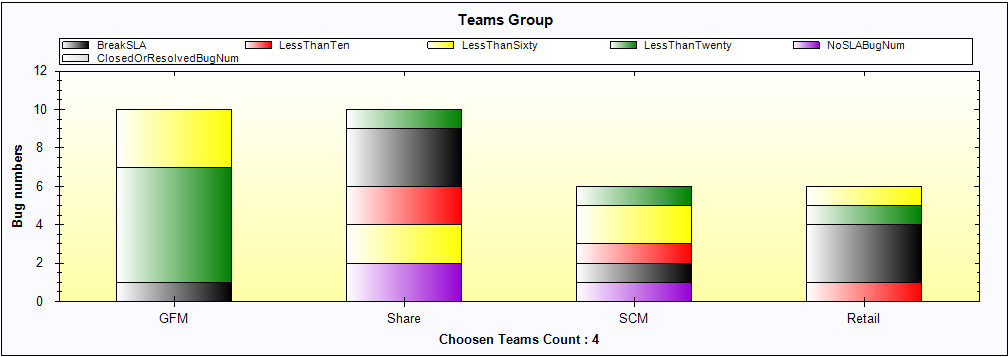 Teams Group
BreakSLA LessThanTen LessThanSixty LessThanTwenty NoSLABugNum
ClosedOrResolvedBugNum
12
10
8
6
4
2
0
Bug numbers
GFM Share SCM Retail
Choosen Teams Count : 4